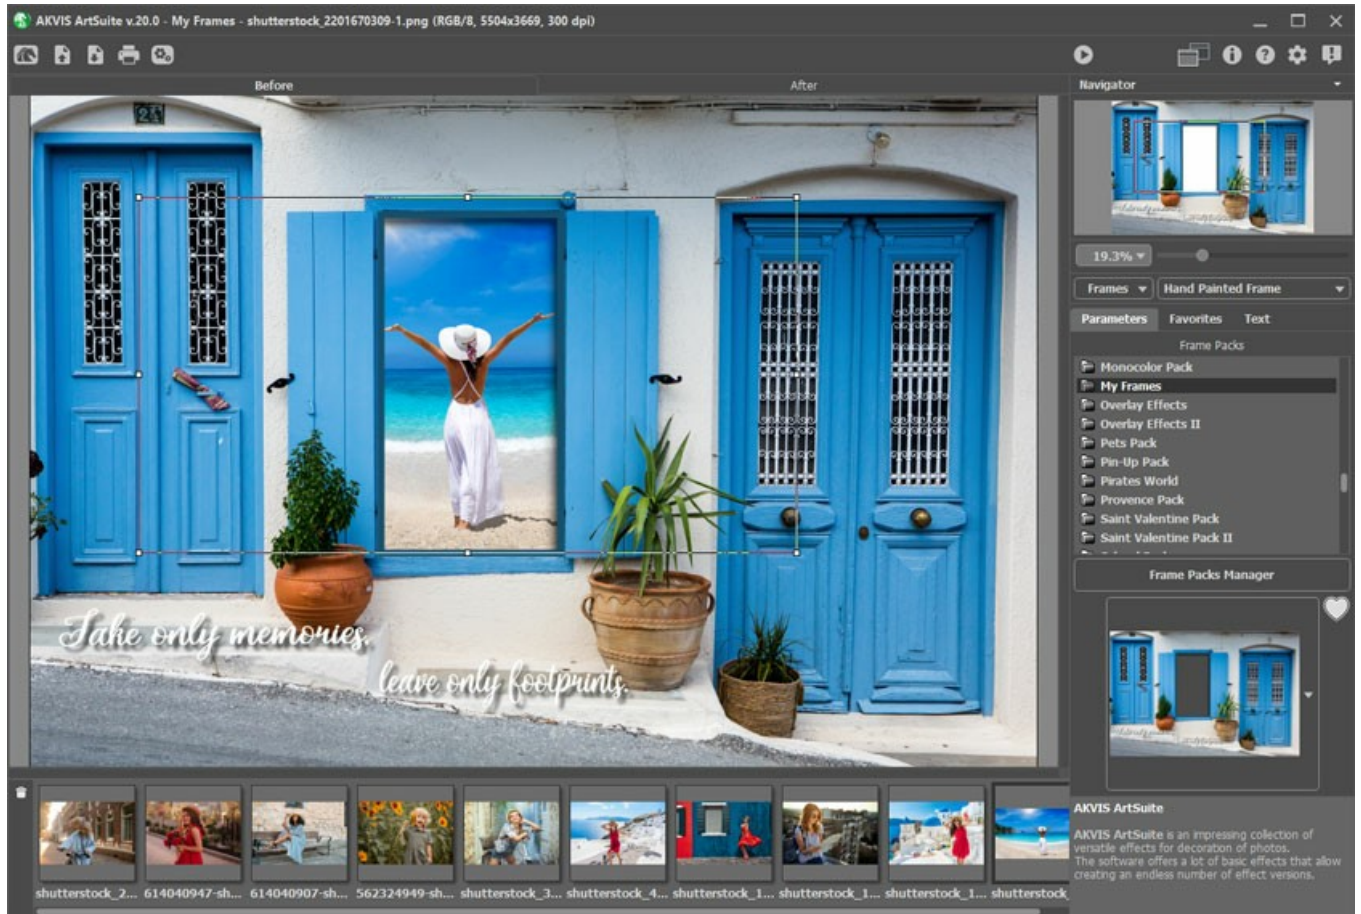 AKVIS ArtSuite v.20.0 - My Frames - shutterstock_2201670309-1.png (RGB/8, 5504x3669, 300 dpi)
Before
After
Navigator
19.3%
Frames
Hand Painted Frame
Parameters
Favorites
Text
Frame Packs
Monocolor Pack
My Frames
Overlay Effects
Overlay Effects II
Pets Pack
Pin-Up Pack
Pirates World
Provence Pack
Saint Valentine Pack
Saint Valentine Pack II
Frame Packs Manager
Take only memories.
leave only footprints.
shutterstock_2...
614040947-sh...
614040907-sh...
562324949-sh...
shutterstock_3...
shutterstock_4...
shutterstock_1...
shutterstock_1...
shutterstock_1...
shutterstock_
AKVIS ArtSuite
AKVIS ArtSuite is an impressing collection of
versatile effects for decoration of photos.
The software offers a lot of basic effects that allow
creating an endless number of effect versions.